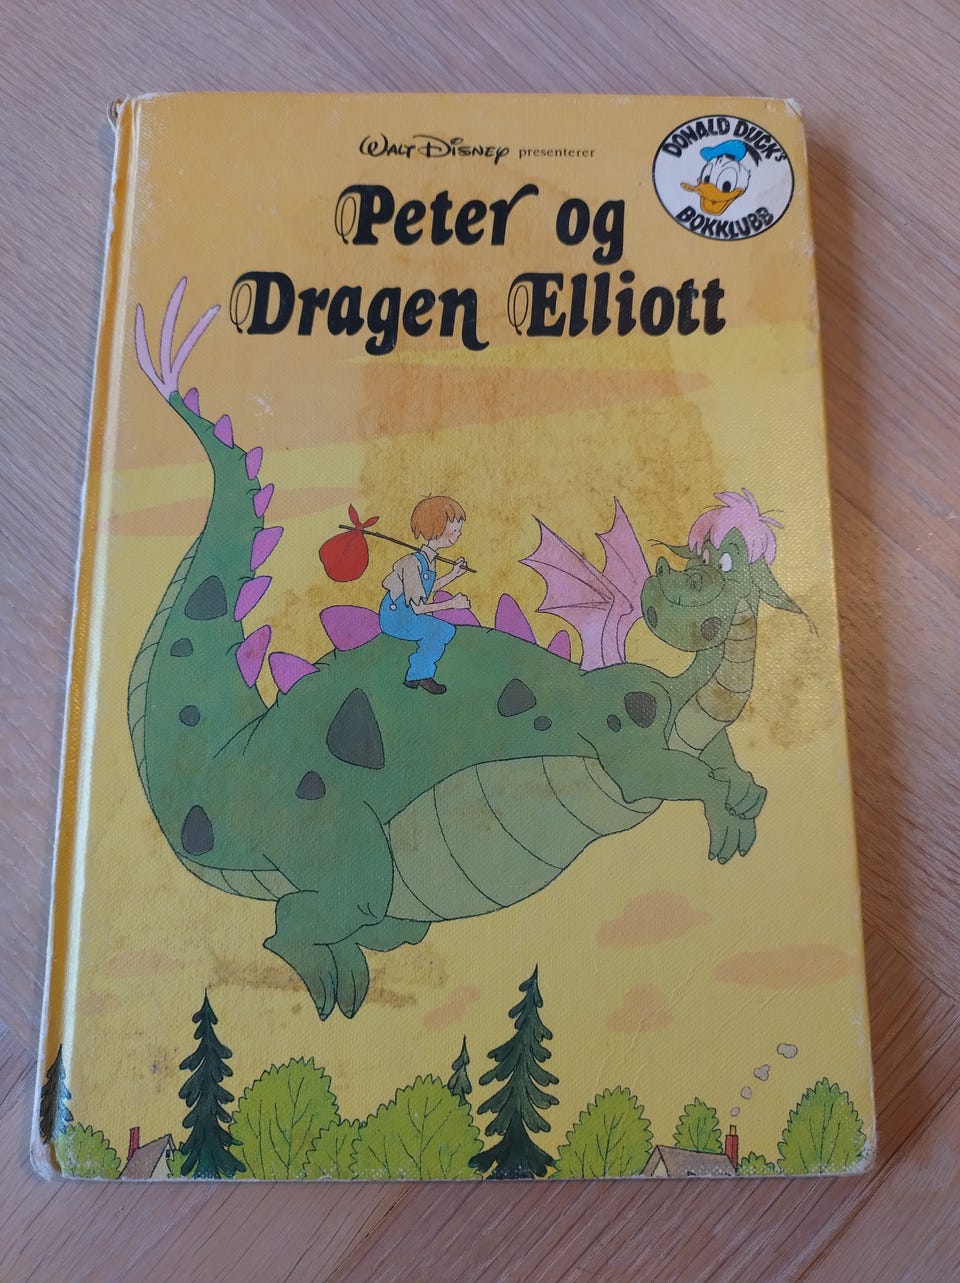 WALT DISNEY presenterer
DONALD DUCK'S
BOKKLUBB
Peter og
Dragen Elliott